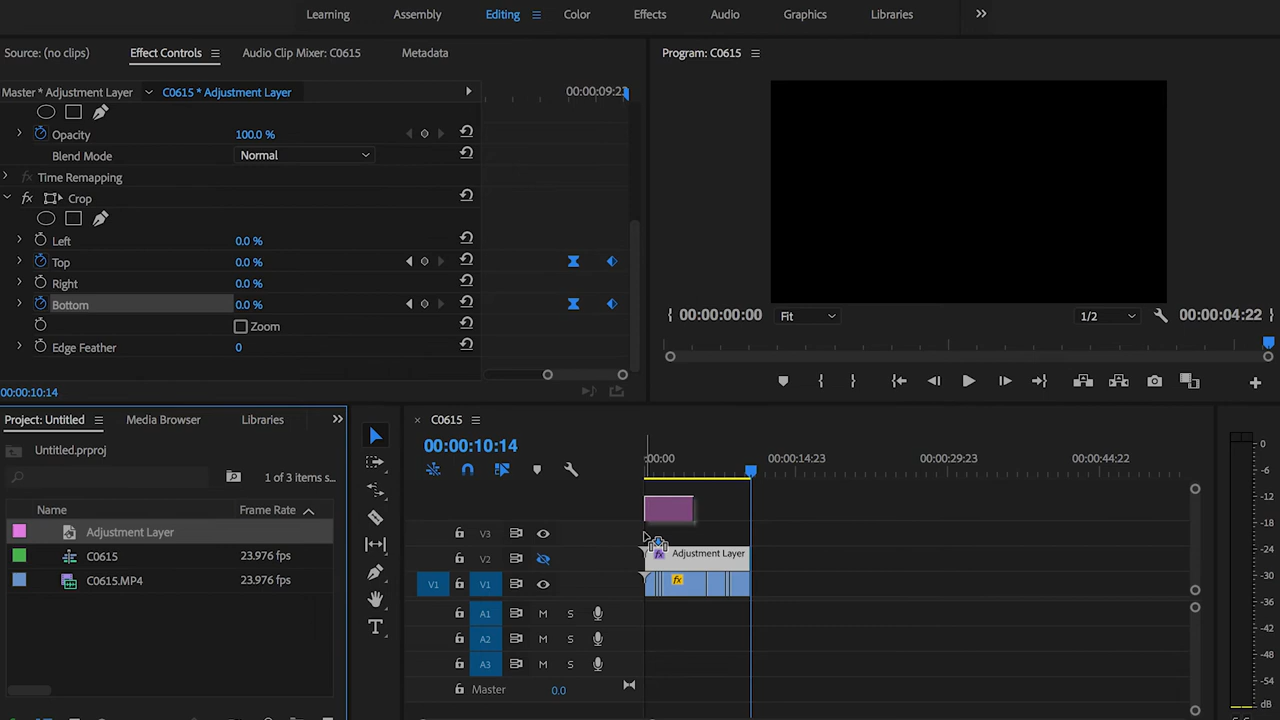 Learning Assembly Editing Color Effects Audio Graphics Libraries
Source: (no clips) Effect Controls Audio Clip Mixer: C0615 Metadata
Program: C0615
Master * Adjustment Layer C0615 * Adjustment Layer 00:00:09:23
Opacity 100.0 %
Blend Mode Normal
Time Remapping
fx Crop
Left 0.0 %
Top 0.0 %
Right 0.0 %
Bottom 0.0 %
Zoom
Edge Feather 0
00:00:10:14
00:00:00:00 Fit 1/2 00:00:04:22
Project: Untitled Media Browser Libraries
Untitled.prproj
1 of 3 items s...
Name Frame Rate
Adjustment Layer
C0615 23.976 fps
C0615.MP4 23.976 fps
C0615
00:00:10:14
:00:00 00:00:14:23 00:00:29:23 00:00:44:22
V3
V2 fx Adjustment Layer
V1 V1 fx
A1 M S
A2 M S
A3 M S
Master 0.0
0
-6
-12
-18
-24
-30
-36
-42
-48
-54
dB